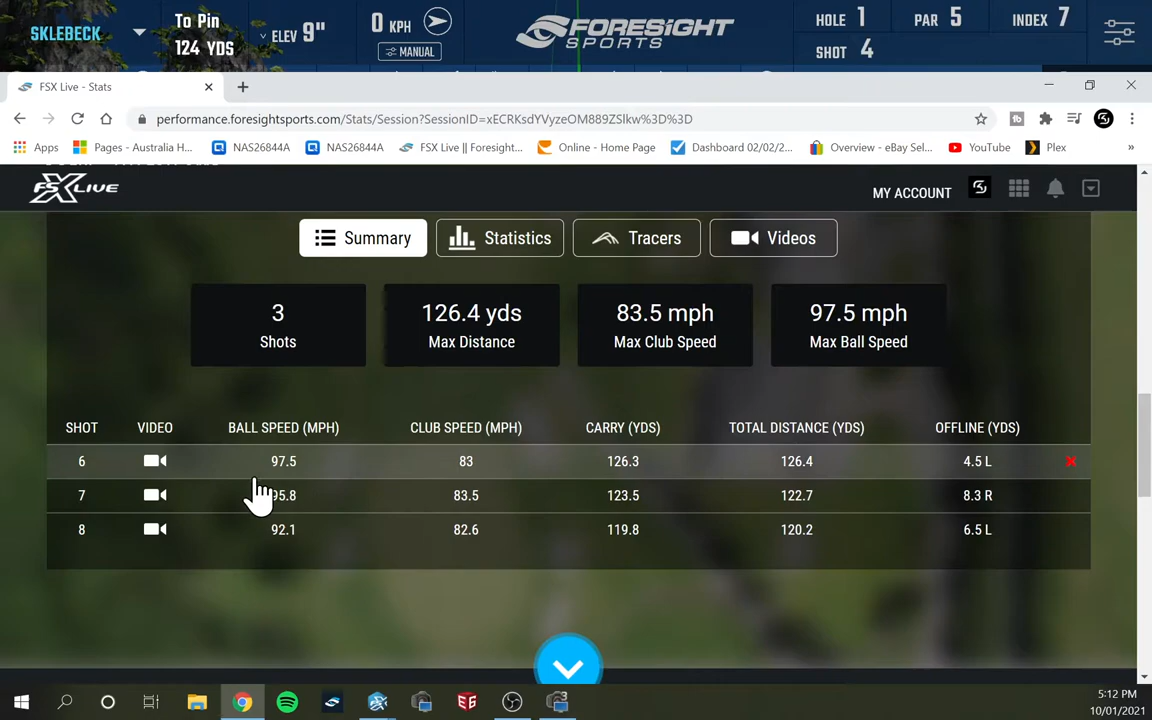 SKLEBECK
To Pin
124 YDS
ELEV 9"
0 KPH
MANUAL
FORESIGHT
SPORTS
HOLE 1
PAR 5
INDEX 7
SHOT 4
FSX Live - Stats
performance.foresightsports.com/Stats/Session?SessionID=xECRKsdYVyzeOM889ZSlkw%3D%3D
Apps
Pages - Australia H...
NAS26844A
NAS26844A
FSX Live || Foresight...
Online - Home Page
Dashboard 02/02/2...
Overview - eBay Sel...
YouTube
Plex
»
FSX LIVE
MY ACCOUNT
Summary
Statistics
Tracers
Videos
3
Shots
126.4 yds
Max Distance
83.5 mph
Max Club Speed
97.5 mph
Max Ball Speed
SHOT VIDEO BALL SPEED (MPH) CLUB SPEED (MPH) CARRY (YDS) TOTAL DISTANCE (YDS) OFFLINE (YDS)
6 97.5 83 126.3 126.4 4.5 L
7 95.8 83.5 123.5 122.7 8.3 R
8 92.1 82.6 119.8 120.2 6.5 L
5:12 PM
10/01/2021